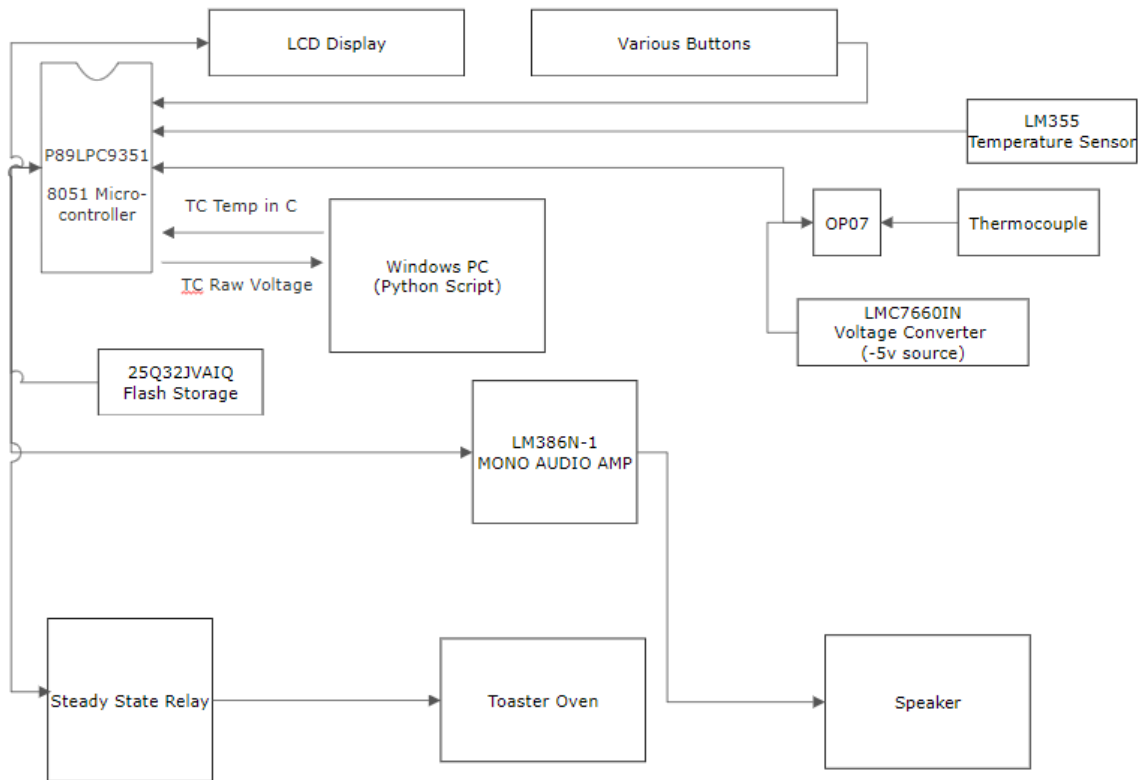 LCD Display
Various Buttons
LM355
Temperature Sensor
P89LPC9351
8051 Micro-
controller
TC Temp in C
TC Raw Voltage
Windows PC
(Python Script)
OP07
Thermocouple
LMC7660IN
Voltage Converter
(-5v source)
25Q32JVAIQ
Flash Storage
LM386N-1
MONO AUDIO AMP
Steady State Relay
Toaster Oven
Speaker